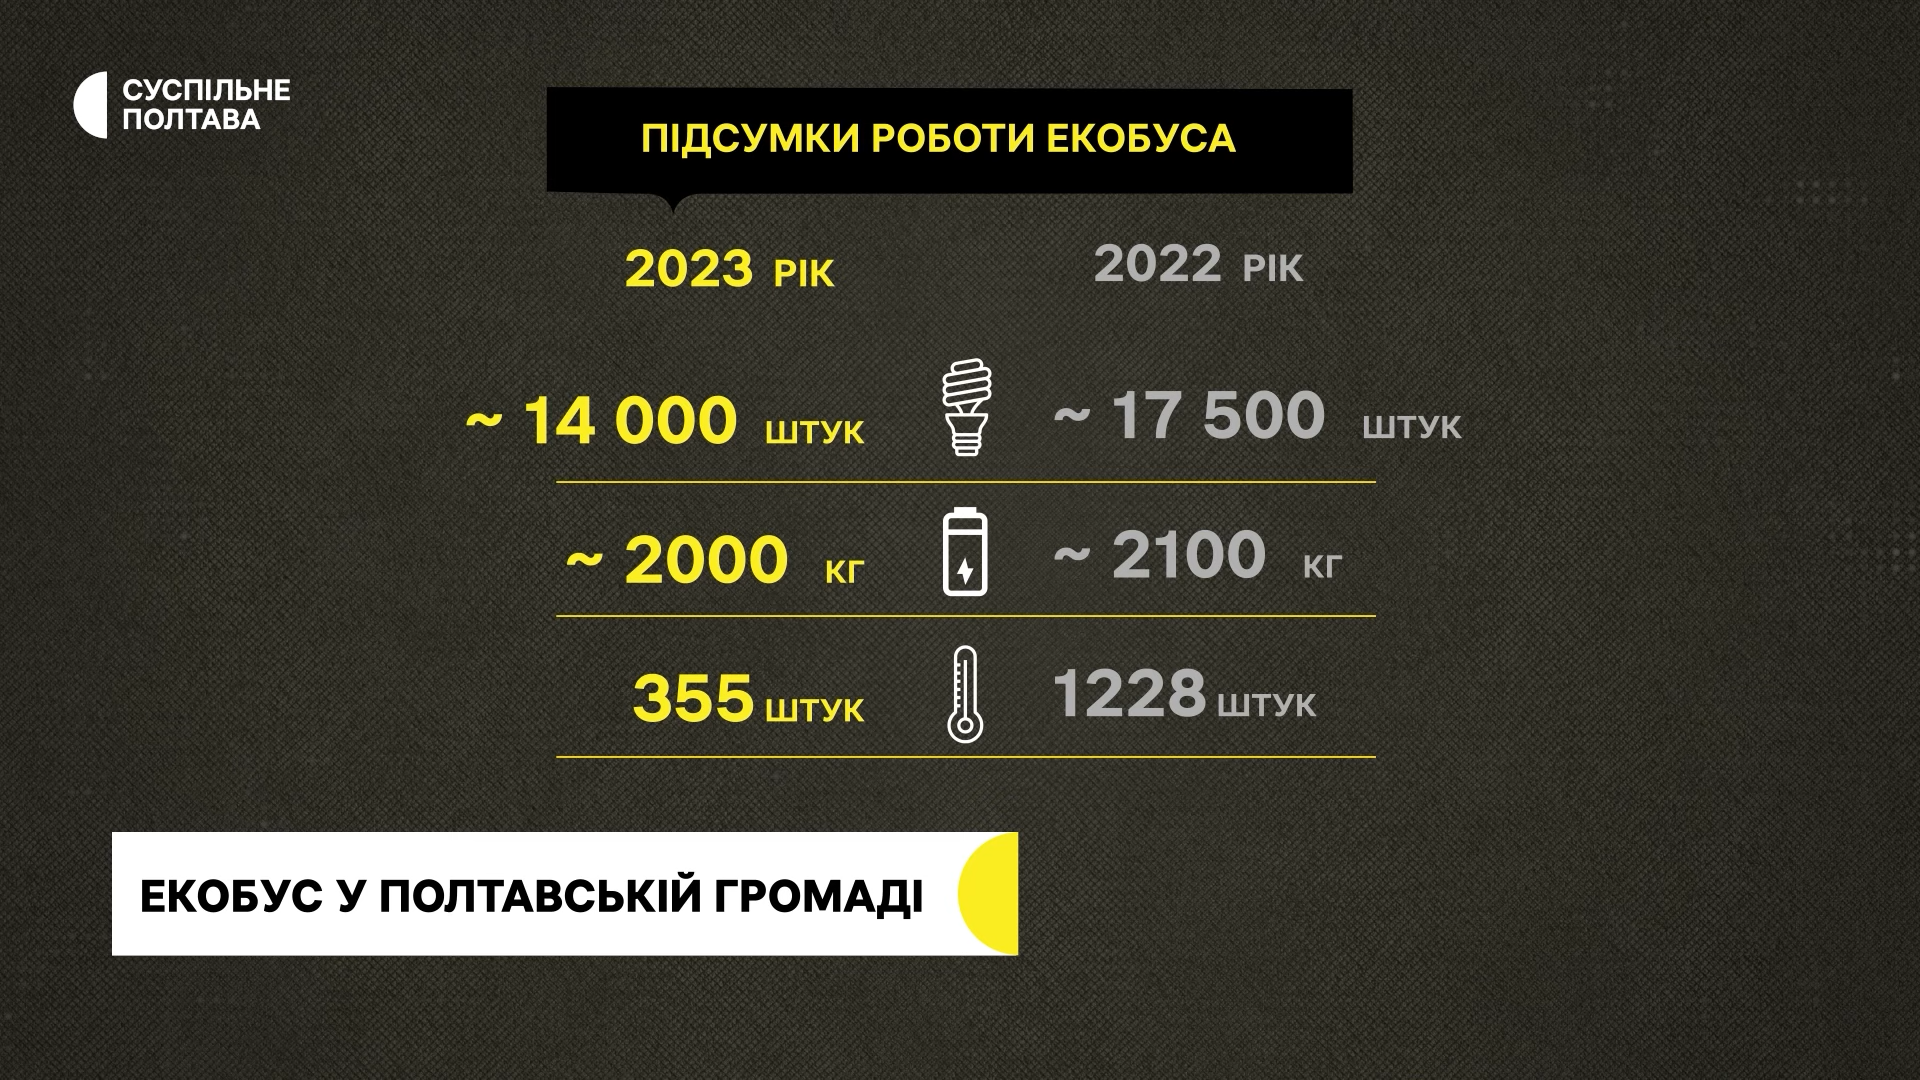 СУСПІЛЬНЕ
ПОЛТАВА
ПІДСУМКИ РОБОТИ ЕКОБУСА
2023 РІК 2022 РІК
~ 14 000 ШТУК ~ 17 500 ШТУК
~ 2000 КГ ~ 2100 КГ
355 ШТУК 1228 ШТУК
ЕКОБУС У ПОЛТАВСЬКІЙ ГРОМАДІ